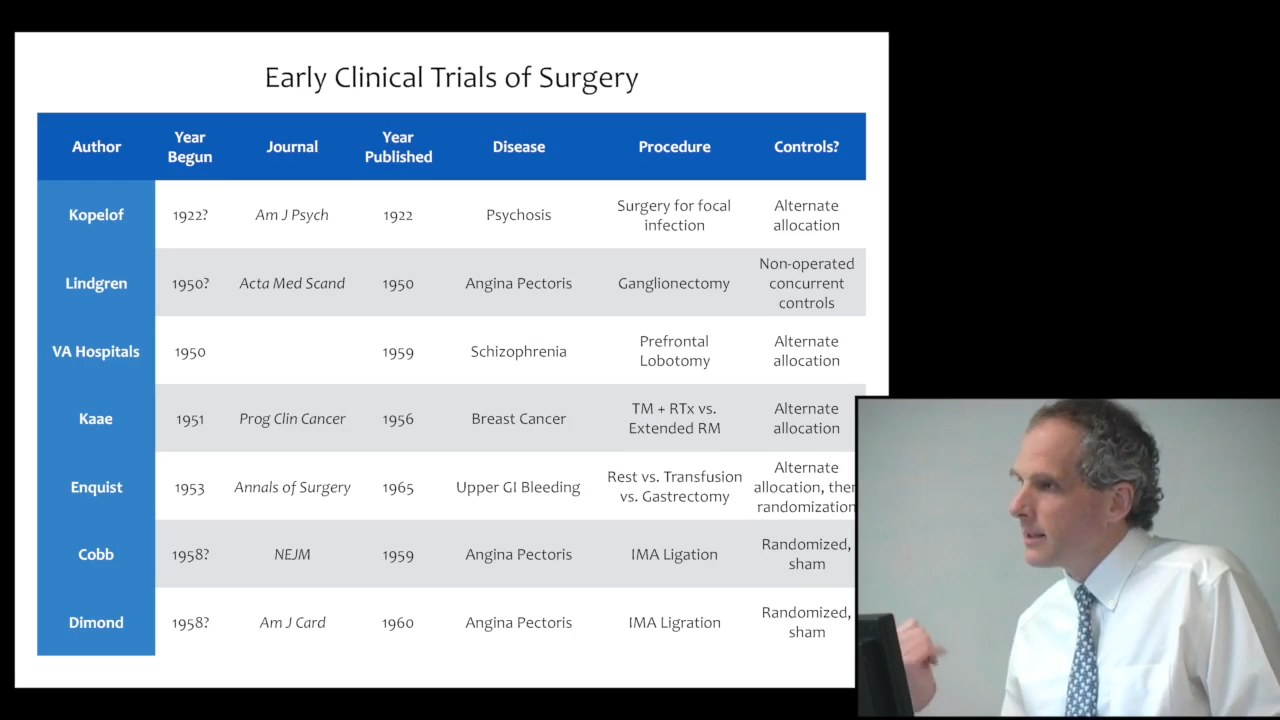 Early Clinical Trials of Surgery
Author
Year
Begun
Journal
Year
Published
Disease
Procedure
Controls?
Kopelof
1922?
Am J Psych
1922
Psychosis
Surgery for focal
infection
Alternate
allocation
Lindgren
1950?
Acta Med Scand
1950
Angina Pectoris
Ganglionectomy
Non-operated
concurrent
controls
VA Hospitals
1950
1959
Schizophrenia
Prefrontal
Lobotomy
Alternate
allocation
Kaae
1951
Prog Clin Cancer
1956
Breast Cancer
TM + RTx vs.
Extended RM
Alternate
allocation
Enquist
1953
Annals of Surgery
1965
Upper GI Bleeding
Rest vs. Transfusion
vs. Gastrectomy
Alternate
allocation, then
randomization
Cobb
1958?
NEJM
1959
Angina Pectoris
IMA Ligation
Randomized,
sham
Dimond
1958?
Am J Card
1960
Angina Pectoris
IMA Ligration
Randomized,
sham